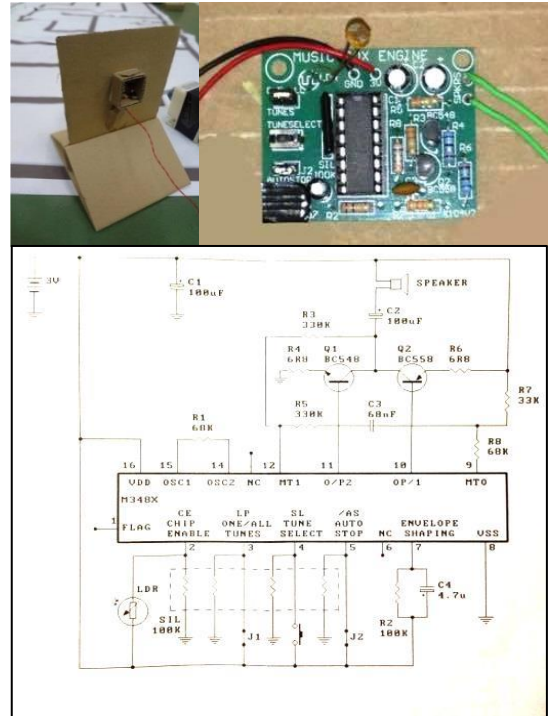 MUSIC BOX ENGINE
GND
3V
SPKRS
TUNES
TUNESELECT
J2
AUTOSTOP
SIL
100K
R5
R3
BC548
R8
R4
R6
BC558
R2
3V
C1
100uF
SPEAKER
R3
330K
C2
100uF
R4
6R8
Q1
BC548
Q2
BC558
R6
6R8
R7
33K
R5
330K
C3
68nF
R1
68K
R8
68K
16 15 14 12 11 10 9
VDD OSC1 OSC2 NC MT1 O/P2 OP/1 MTO
M348X
1
FLAG
CE
CHIP
ENABLE
LP
ONE/ALL
TUNES
SL
TUNE
SELECT
/AS
AUTO
STOP
NC
ENVELOPE
SHAPING
VSS
2 3 4 5 6 7 8
LDR
SIL
100K
J1
J2
R2
100K
C4
4.7u